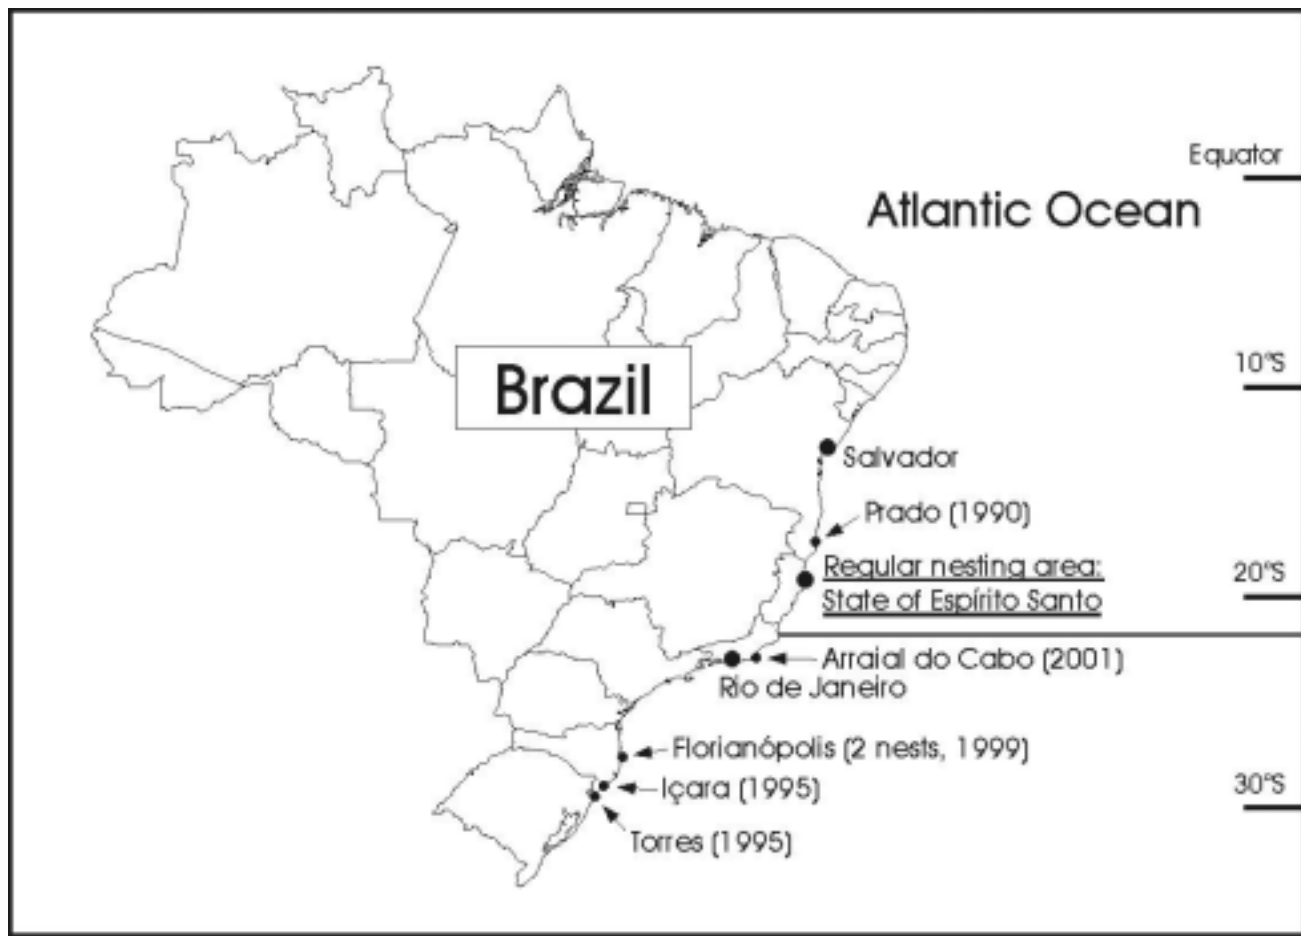 Equator
Atlantic Ocean
10°S
Brazil
Salvador
Prado (1990)
Regular nesting area:
20°S
State of Espírito Santo
Arraial do Cabo (2001)
Rio de Janeiro
Florianópolis (2 nests, 1999)
Içara (1995)
30°S
Torres (1995)